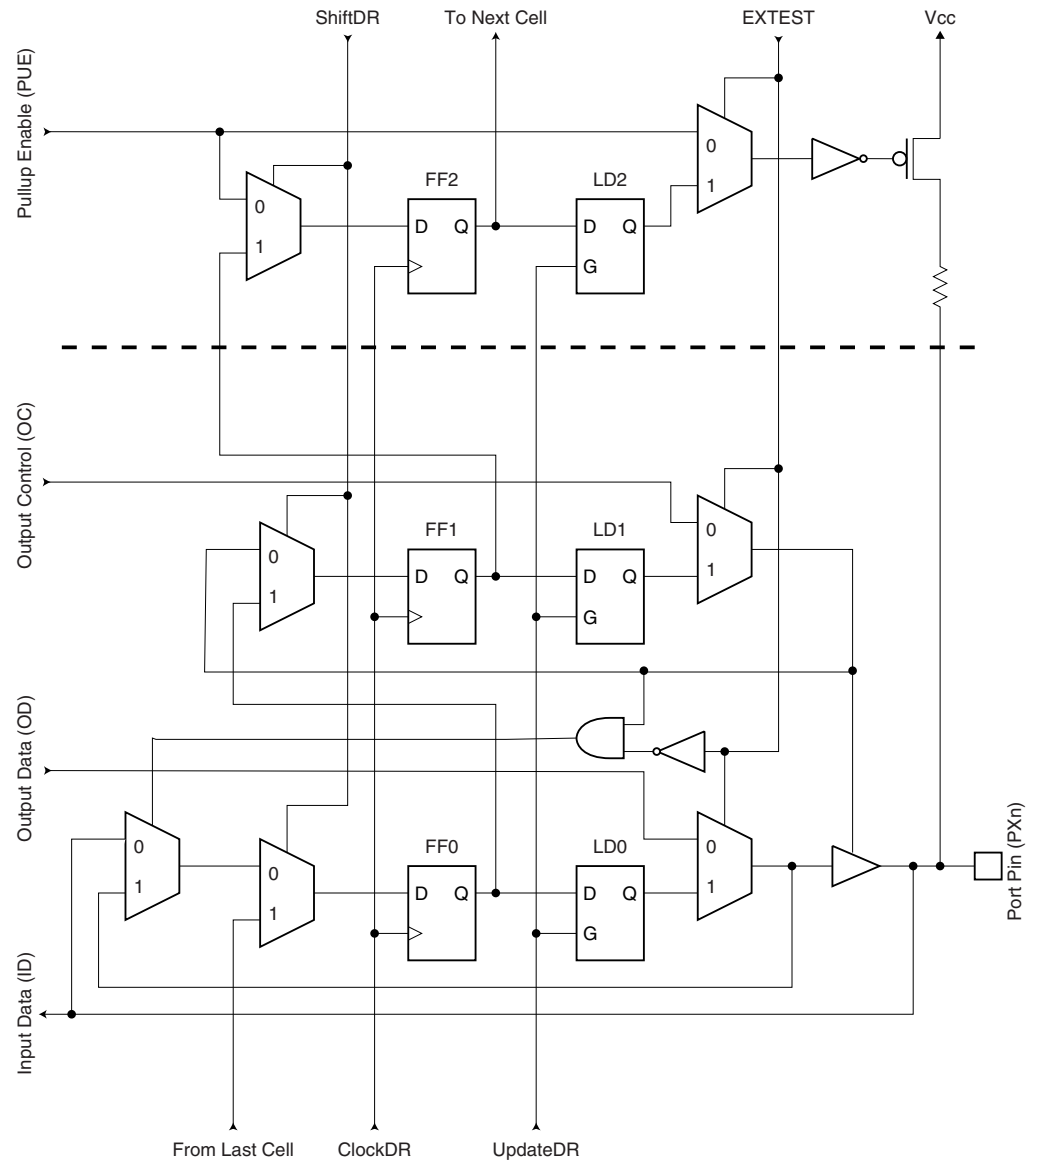 ShiftDR
To Next Cell
EXTEST
Vcc
Pullup Enable (PUE)
0
1
FF2
D Q
LD2
D Q
G
0
1
Output Control (OC)
0
1
FF1
D Q
LD1
D Q
G
0
1
Output Data (OD)
0
1
0
1
FF0
D Q
LD0
D Q
G
0
1
Port Pin (PXn)
Input Data (ID)
From Last Cell
ClockDR
UpdateDR